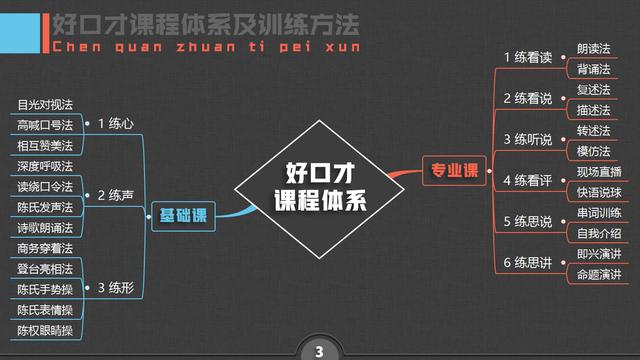 好口才课程体系及训练方法
Chen quan zhuan ti pei xun
目光对视法
高喊口号法
相互赞美法
1 练心
深度呼吸法
读绕口令法
陈氏发声法
诗歌朗诵法
2 练声
商务穿着法
登台亮相法
陈氏手势操
陈氏表情操
陈权眼睛操
3 练形
基础课
好口才
课程体系
专业课
1 练看读
朗读法
背诵法
2 练看说
复述法
描述法
3 练听说
转述法
模仿法
4 练看评
现场直播
快语说球
5 练思说
串词训练
自我介绍
6 练思讲
即兴演讲
命题演讲
3